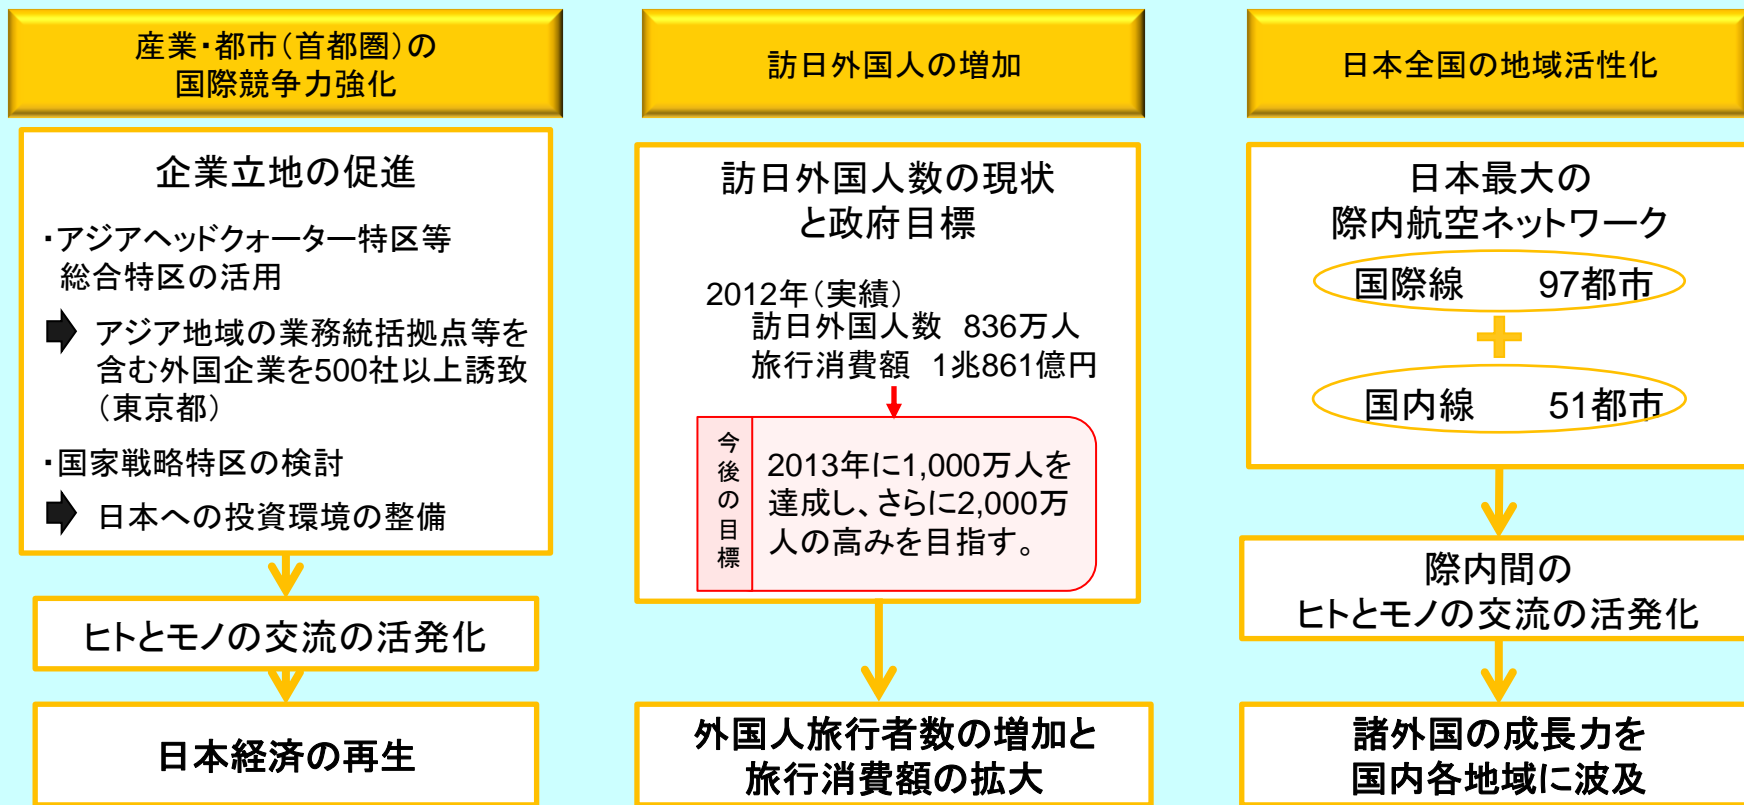 産業・都市（首都圏）の
国際競争力強化
企業立地の促進
・アジアヘッドクォーター特区等
総合特区の活用
アジア地域の業務統括拠点等を
含む外国企業を500社以上誘致
（東京都）
・国家戦略特区の検討
日本への投資環境の整備
ヒトとモノの交流の活発化
日本経済の再生
訪日外国人の増加
訪日外国人数の現状
と政府目標
2012年（実績）
訪日外国人数 836万人
旅行消費額 1兆861億円
今後の目標
2013年に1,000万人を
達成し、さらに2,000万
人の高みを目指す。
外国人旅行者数の増加と
旅行消費額の拡大
日本全国の地域活性化
日本最大の
際内航空ネットワーク
国際線 97都市
国内線 51都市
際内間の
ヒトとモノの交流の活発化
諸外国の成長力を
国内各地域に波及